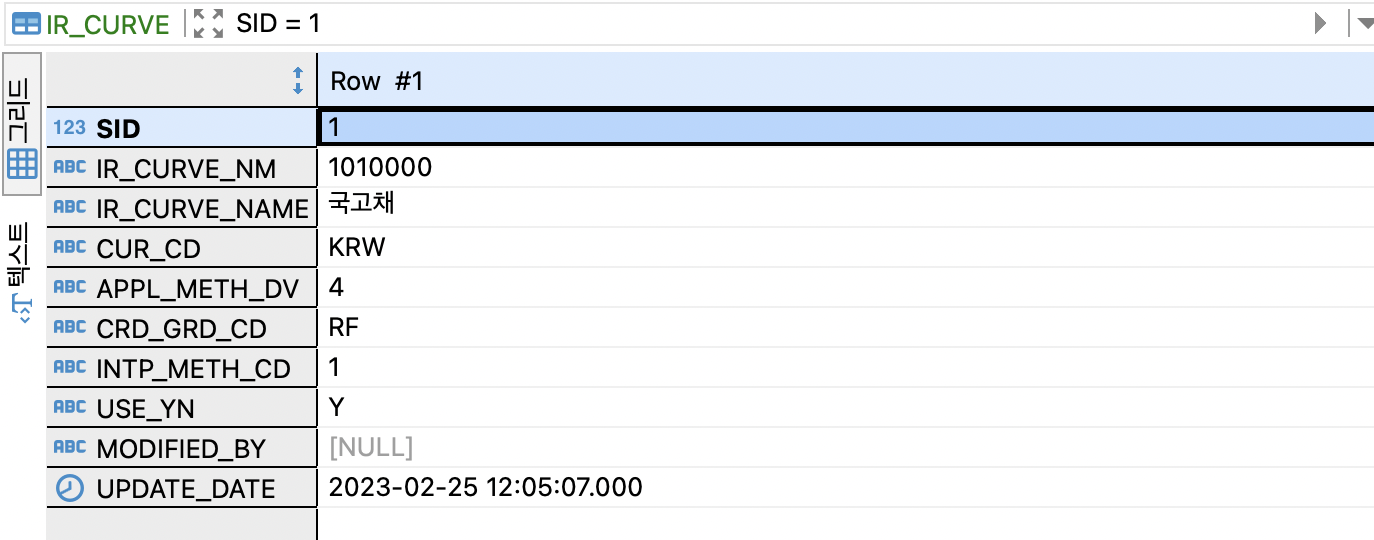 IR_CURVE SID = 1
그리드
텍스트
Row #1
123 SID 1
ABC IR_CURVE_NM 1010000
ABC IR_CURVE_NAME 국고채
ABC CUR_CD KRW
ABC APPL_METH_DV 4
ABC CRD_GRD_CD RF
ABC INTP_METH_CD 1
ABC USE_YN Y
ABC MODIFIED_BY [NULL]
UPDATE_DATE 2023-02-25 12:05:07.000